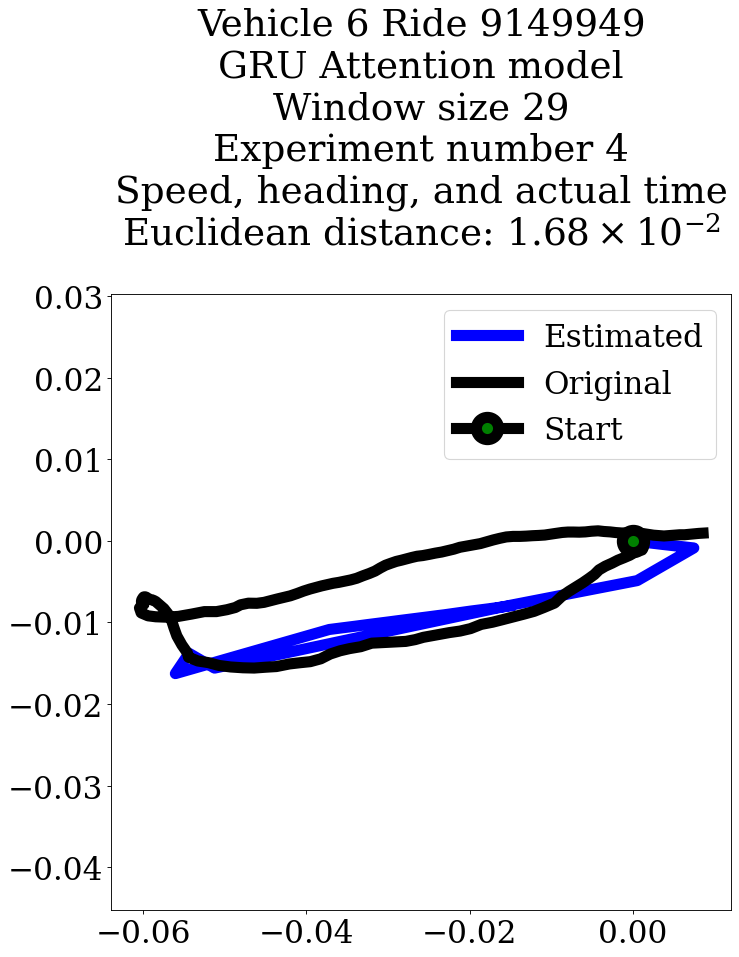 Vehicle 6 Ride 9149949
GRU Attention model
Window size 29
Experiment number 4
Speed, heading, and actual time
Euclidean distance: 1.68 × 10⁻²
0.03
0.02
0.01
0.00
−0.01
−0.02
−0.03
−0.04
Estimated
Original
Start
−0.06 −0.04 −0.02 0.00